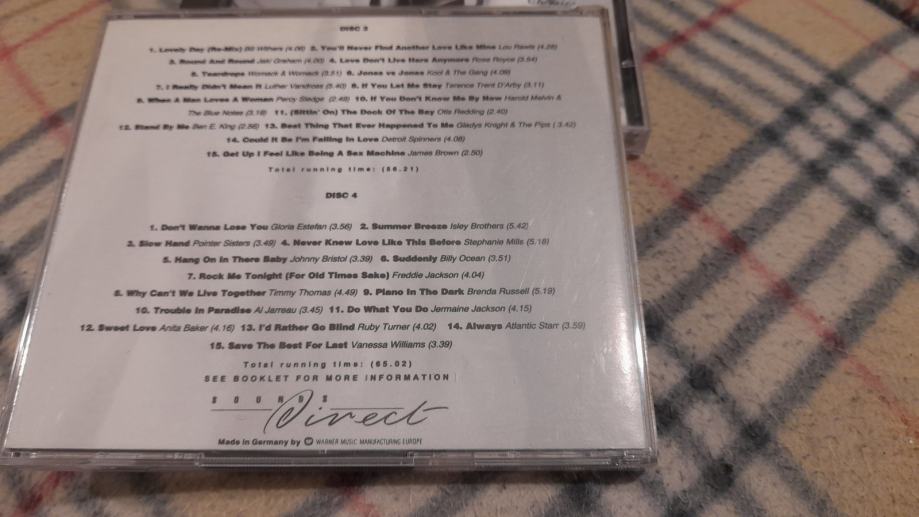 DISC 3
1. Lovely Day (Re-Mix) Bill Withers (4.06) 2. You'll Never Find Another Love Like Mine Lou Rawls (4.26)
3. Round And Round Jaki Graham (4.00) 4. Love Don't Live Here Anymore Rose Royce (3.54)
5. Teardrops Womack & Womack (3.51) 6. Jones vs Jones Kool & The Gang (4.09)
7. I Really Didn't Mean It Luther Vandross (5.40) 8. If You Let Me Stay Terence Trent D'Arby (3.11)
9. When A Man Loves A Woman Percy Sledge (2.49) 10. If You Don't Know Me By Now Harold Melvin &
The Blue Notes (3.18) 11. (Sittin' On) The Dock Of The Bay Otis Redding (2.40)
12. Stand By Me Ben E. King (2.56) 13. Best Thing That Ever Happened To Me Gladys Knight & The Pips (3.42)
14. Could It Be I'm Falling In Love Detroit Spinners (4.08)
15. Get Up I Feel Like Being A Sex Machine James Brown (2.50)
Total running time: (56.21)
DISC 4
1. Don't Wanna Lose You Gloria Estefan (3.56) 2. Summer Breeze Isley Brothers (5.42)
3. Slow Hand Pointer Sisters (3.49) 4. Never Knew Love Like This Before Stephanie Mills (5.18)
5. Hang On In There Baby Johnny Bristol (3.39) 6. Suddenly Billy Ocean (3.51)
7. Rock Me Tonight (For Old Times Sake) Freddie Jackson (4.04)
8. Why Can't We Live Together Timmy Thomas (4.49) 9. Piano In The Dark Brenda Russell (5.19)
10. Trouble In Paradise Al Jarreau (3.45) 11. Do What You Do Jermaine Jackson (4.15)
12. Sweet Love Anita Baker (4.16) 13. I'd Rather Go Blind Ruby Turner (4.02) 14. Always Atlantic Starr (3.59)
15. Save The Best For Last Vanessa Williams (3.39)
Total running time: (65.02)
SEE BOOKLET FOR MORE INFORMATION
SOUNDS
Direct
Made in Germany by WARNER MUSIC MANUFACTURING EUROPE